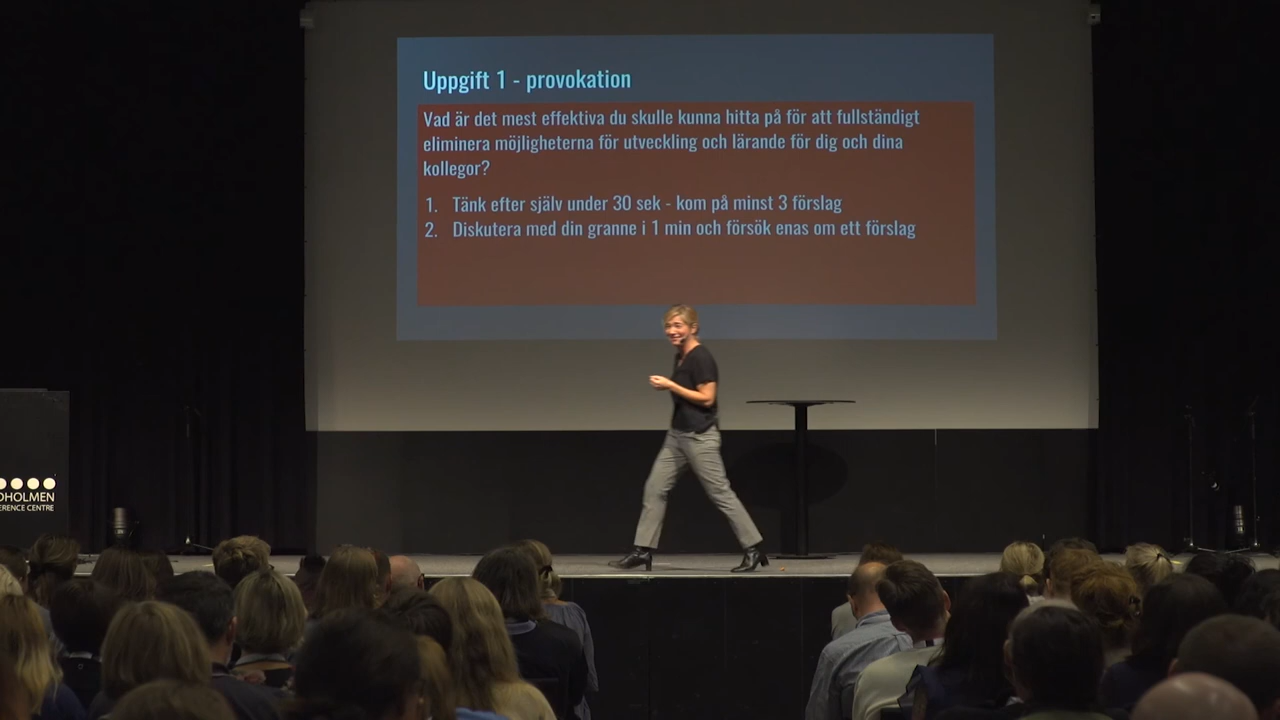 Uppgift 1 - provokation
Vad är det mest effektiva du skulle kunna hitta på för att fullständigt
eliminera möjligheterna för utveckling och lärande för dig och dina
kollegor?
1. Tänk efter själv under 30 sek - kom på minst 3 förslag
2. Diskutera med din granne i 1 min och försök enas om ett förslag
DHOLMEN
ERENCE CENTRE